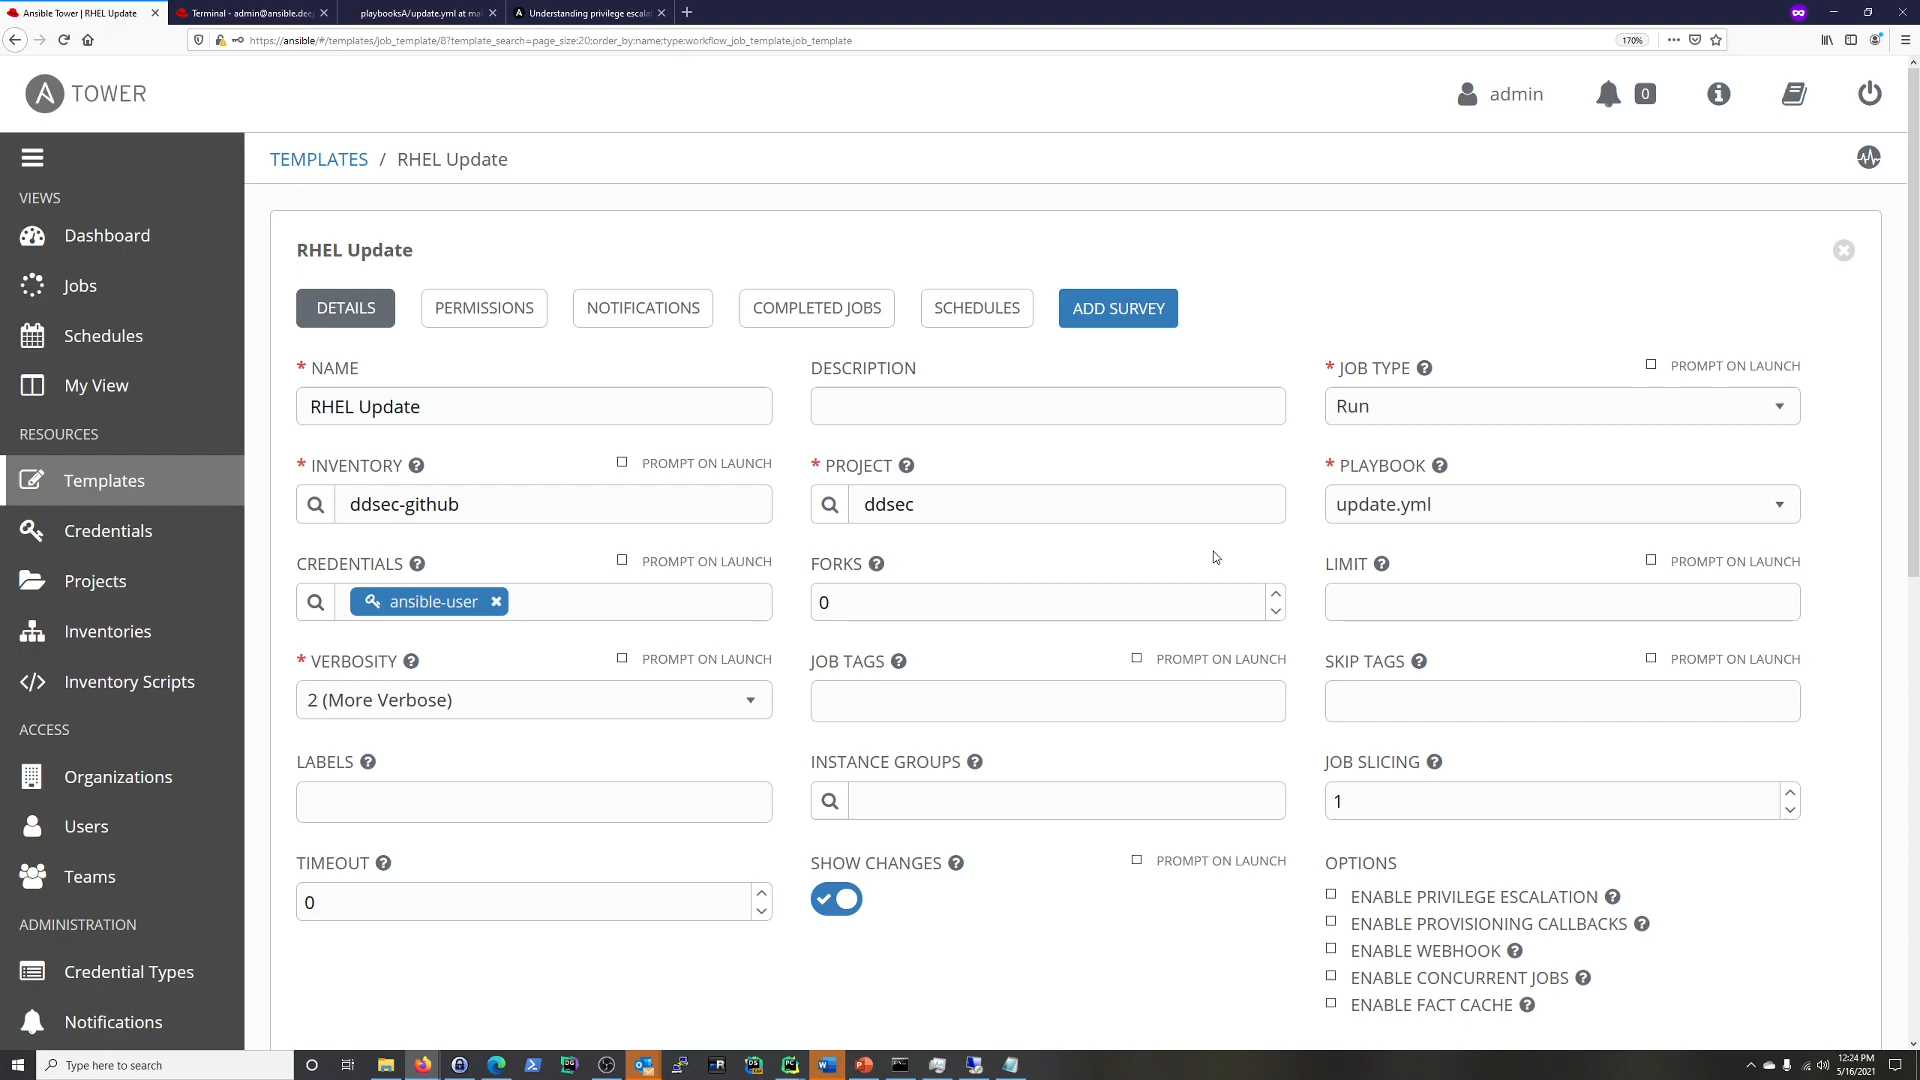 Ansible Tower | RHEL Update
Terminal - admin@ansible.dee
playbooksA/update.yml at ma
Understanding privilege escala
https://ansible/#/templates/job_template/8?template_search=page_size:20;order_by:name;type:workflow_job_template,job_template
170%
TOWER
admin
0
TEMPLATES / RHEL Update
VIEWS
Dashboard
Jobs
Schedules
My View
RESOURCES
Templates
Credentials
Projects
Inventories
Inventory Scripts
ACCESS
Organizations
Users
Teams
ADMINISTRATION
Credential Types
Notifications
RHEL Update
DETAILS
PERMISSIONS
NOTIFICATIONS
COMPLETED JOBS
SCHEDULES
ADD SURVEY
* NAME
RHEL Update
DESCRIPTION
* JOB TYPE
PROMPT ON LAUNCH
Run
* INVENTORY
PROMPT ON LAUNCH
ddsec-github
* PROJECT
ddsec
* PLAYBOOK
update.yml
CREDENTIALS
PROMPT ON LAUNCH
ansible-user
FORKS
0
LIMIT
PROMPT ON LAUNCH
* VERBOSITY
PROMPT ON LAUNCH
2 (More Verbose)
JOB TAGS
PROMPT ON LAUNCH
SKIP TAGS
PROMPT ON LAUNCH
LABELS
INSTANCE GROUPS
JOB SLICING
1
TIMEOUT
0
SHOW CHANGES
PROMPT ON LAUNCH
OPTIONS
ENABLE PRIVILEGE ESCALATION
ENABLE PROVISIONING CALLBACKS
ENABLE WEBHOOK
ENABLE CONCURRENT JOBS
ENABLE FACT CACHE
Type here to search
12:24 PM
5/16/2021